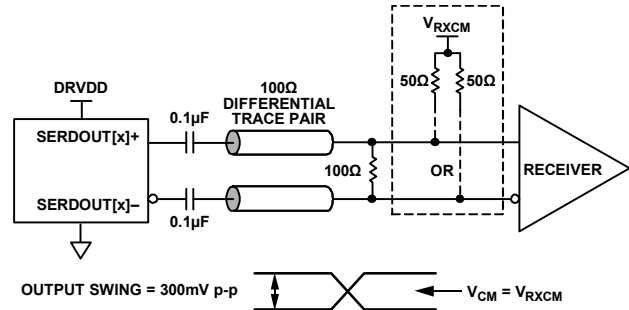 V_RXCM
DRVDD
100Ω
DIFFERENTIAL
TRACE PAIR
50Ω 50Ω
0.1µF
SERDOUT[x]+
100Ω
OR
RECEIVER
SERDOUT[x]–
0.1µF
OUTPUT SWING = 300mV p-p
V_CM = V_RXCM